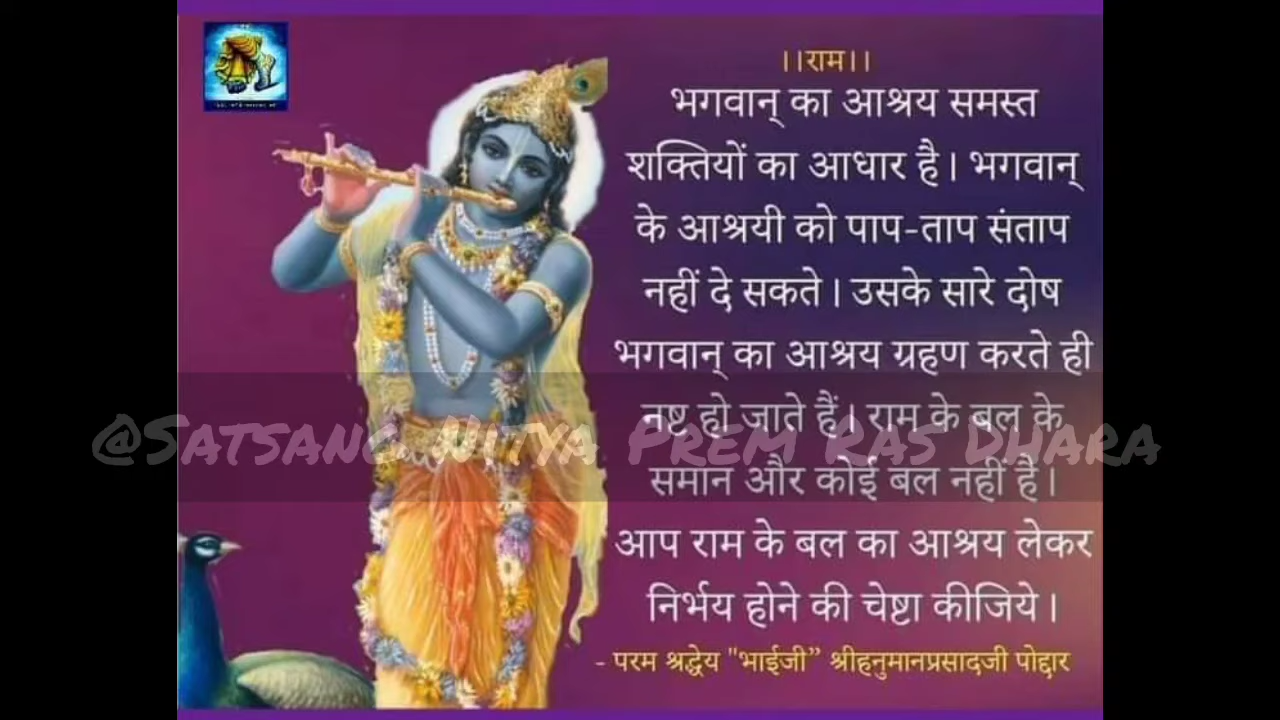 ।।राम।।
भगवान् का आश्रय समस्त
शक्तियों का आधार है। भगवान्
के आश्रयी को पाप-ताप संताप
नहीं दे सकते। उसके सारे दोष
भगवान् का आश्रय ग्रहण करते ही
नष्ट हो जाते हैं। राम के बल के
@Satsang Nitya Prem Ras Dhara
समान और कोई बल नहीं है।
आप राम के बल का आश्रय लेकर
निर्भय होने की चेष्टा कीजिये।
- परम श्रद्धेय "भाईजी” श्रीहनुमानप्रसादजी पोद्दार